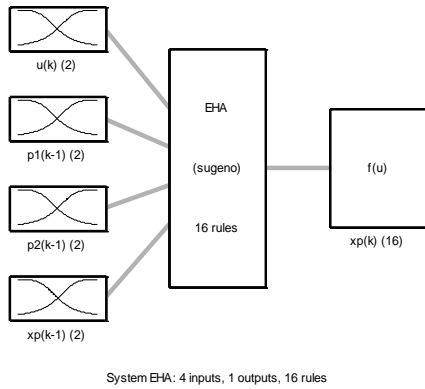 u(k) (2)
p1(k-1) (2)
p2(k-1) (2)
xp(k-1) (2)
EHA
(sugeno)
16 rules
f(u)
xp(k) (16)
System EHA: 4 inputs, 1 outputs, 16 rules